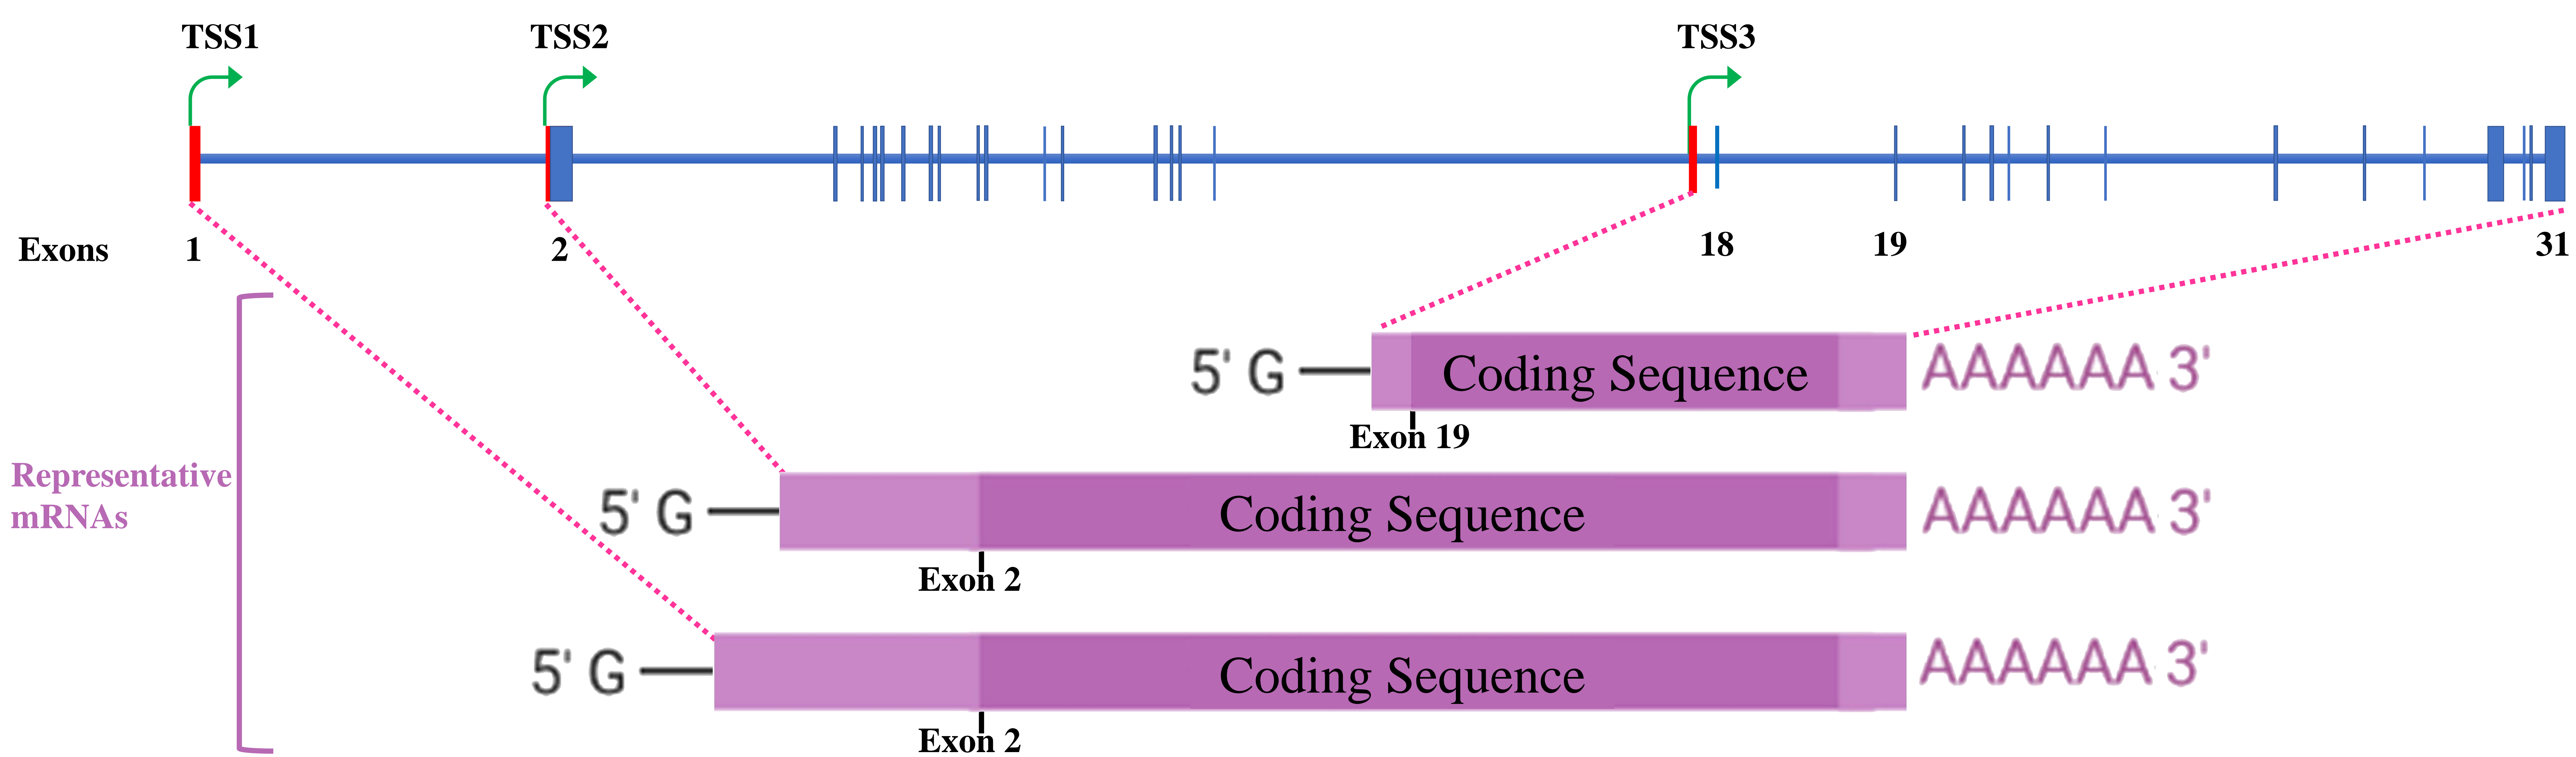 TSS1 TSS2 TSS3
Exons 1 2 18 19 31
5' G Coding Sequence AAAAAA 3'
Exon 19
Representative
mRNAs
5' G Coding Sequence AAAAAA 3'
Exon 2
5' G Coding Sequence AAAAAA 3'
Exon 2